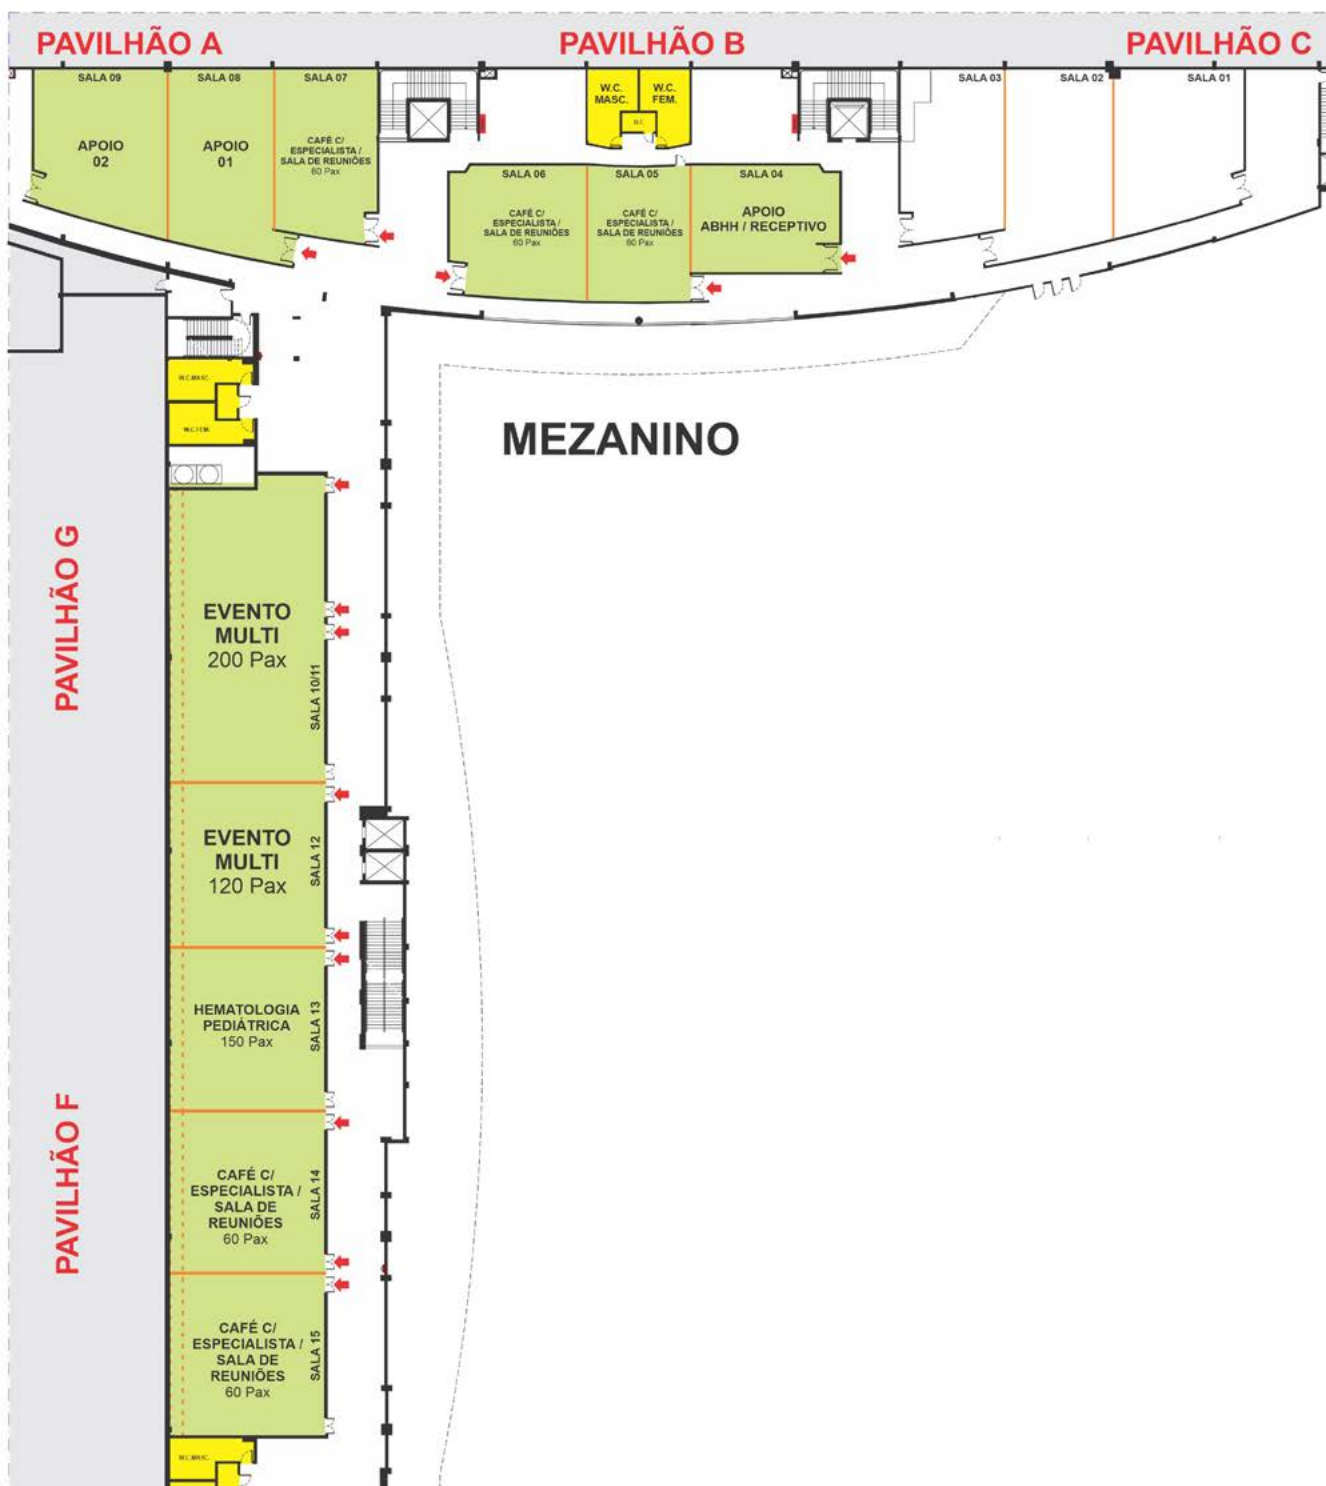 PAVILHÃO A
PAVILHÃO B
PAVILHÃO C
SALA 09
SALA 08
SALA 07
SALA 03
SALA 02
SALA 01
W.C.
MASC.
W.C.
FEM.
APOIO
02
APOIO
01
CAFÉ C/
ESPECIALISTA /
SALA DE REUNIÕES
60 Pax
SALA 06
SALA 05
SALA 04
CAFÉ C/
ESPECIALISTA /
SALA DE REUNIÕES
60 Pax
CAFÉ C/
ESPECIALISTA /
SALA DE REUNIÕES
60 Pax
APOIO
ABHH / RECEPTIVO
W.C.MASC.
W.C.FEM.
MEZANINO
PAVILHÃO G
EVENTO
MULTI
200 Pax
SALA 10/11
EVENTO
MULTI
120 Pax
SALA 12
HEMATOLOGIA
PEDIÁTRICA
150 Pax
SALA 13
PAVILHÃO F
CAFÉ C/
ESPECIALISTA /
SALA DE
REUNIÕES
60 Pax
SALA 14
CAFÉ C/
ESPECIALISTA /
SALA DE
REUNIÕES
60 Pax
SALA 15
W.C.MASC.